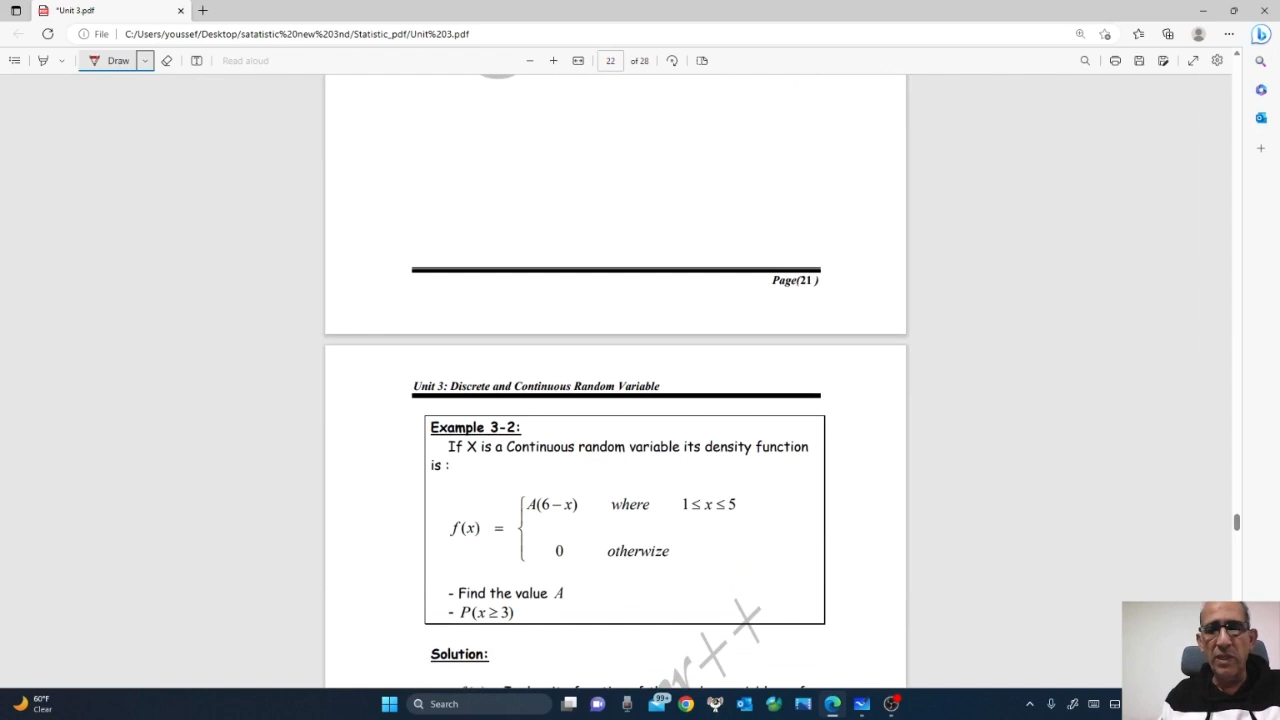 *Unit 3.pdf
File
C:/Users/youssef/Desktop/satatistic%20new%203nd/Statistic_pdf/Unit%203.pdf
Draw
Read aloud
22
of 28
Page(21 )
Unit 3: Discrete and Continuous Random Variable
Example 3-2:
If X is a Continuous random variable its density function
is :
A(6 − x) where 1 ≤ x ≤ 5
f(x) =
0 otherwize
- Find the value A
- P(x ≥ 3)
Solution:
60°F
Clear
Search
99+